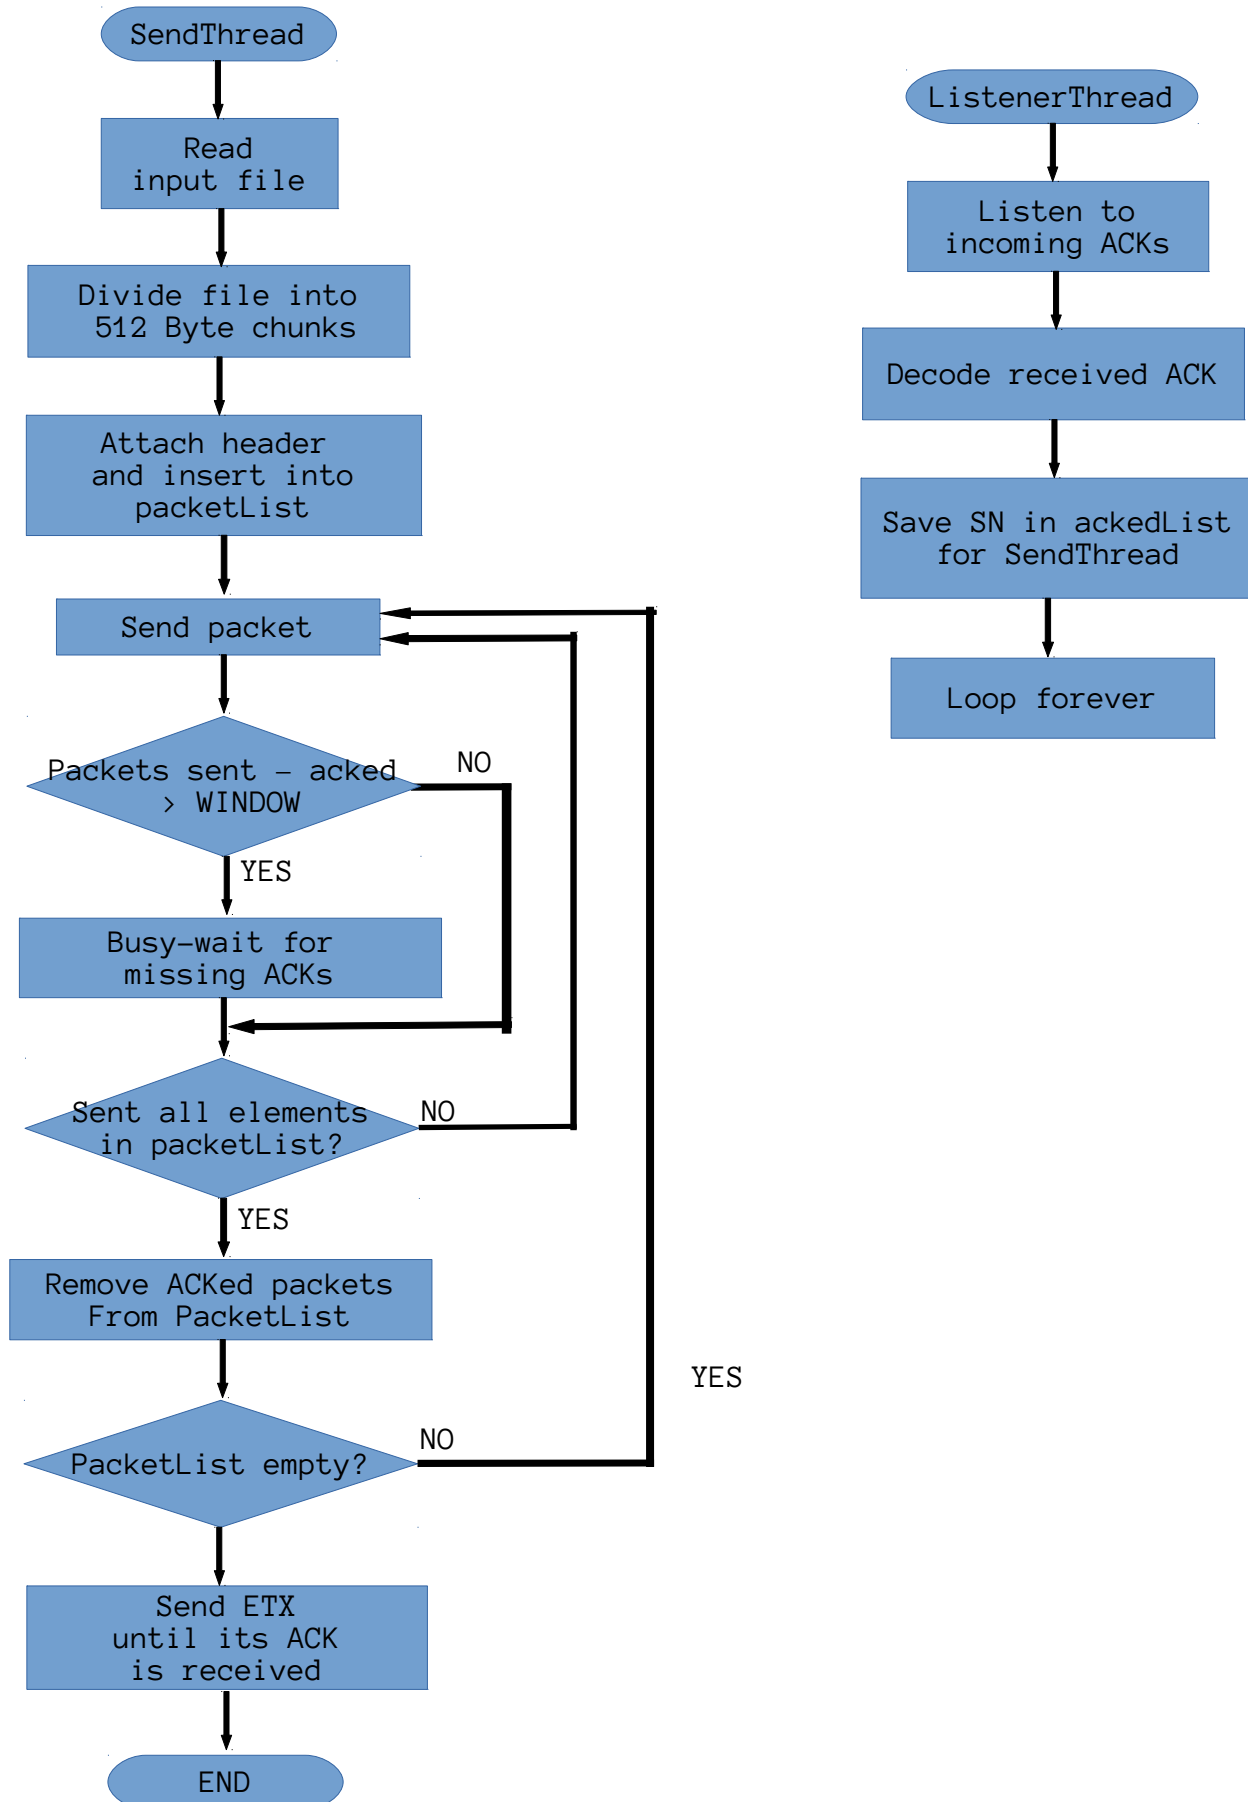 SendThread
Read
input file
Divide file into
512 Byte chunks
Attach header
and insert into
packetList
Send packet
Packets sent – acked
> WINDOW
NO
YES
Busy-wait for
missing ACKs
Sent all elements
in packetList?
NO
YES
Remove ACKed packets
From PacketList
YES
PacketList empty?
NO
Send ETX
until its ACK
is received
END
ListenerThread
Listen to
incoming ACKs
Decode received ACK
Save SN in ackedList
for SendThread
Loop forever